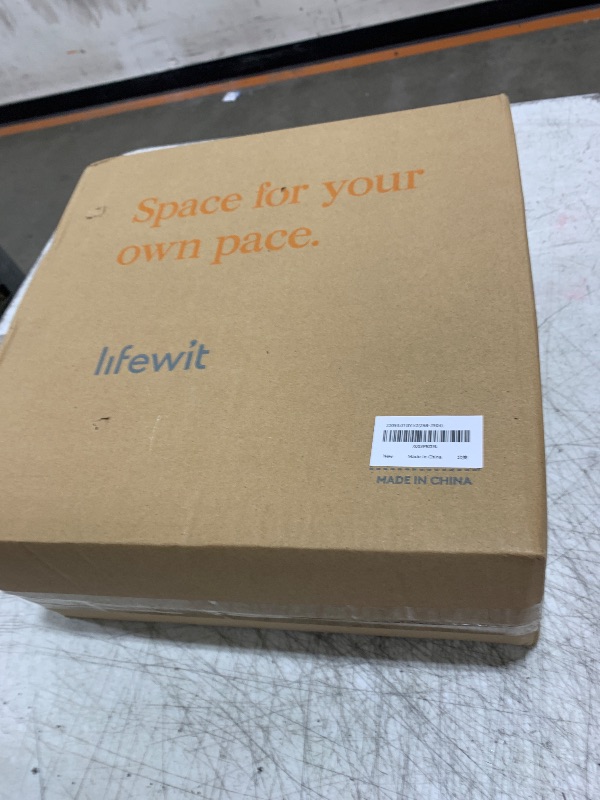 Space for your
own pace.
lifewit
New Made in China
MADE IN CHINA